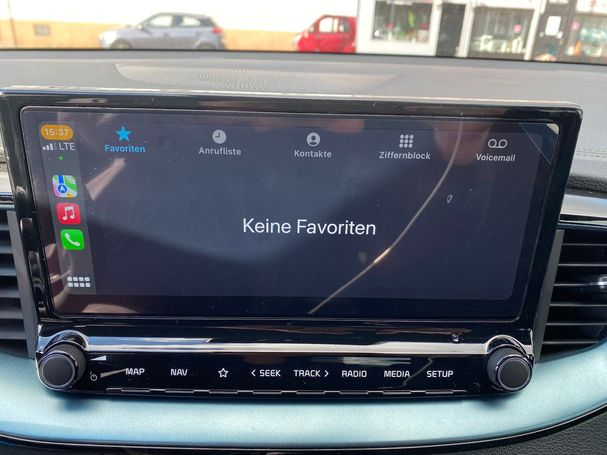 15:37
LTE
Favoriten
Anrufliste
Kontakte
Ziffernblock
Voicemail
Keine Favoriten
MAP NAV ☆ < SEEK TRACK > RADIO MEDIA SETUP